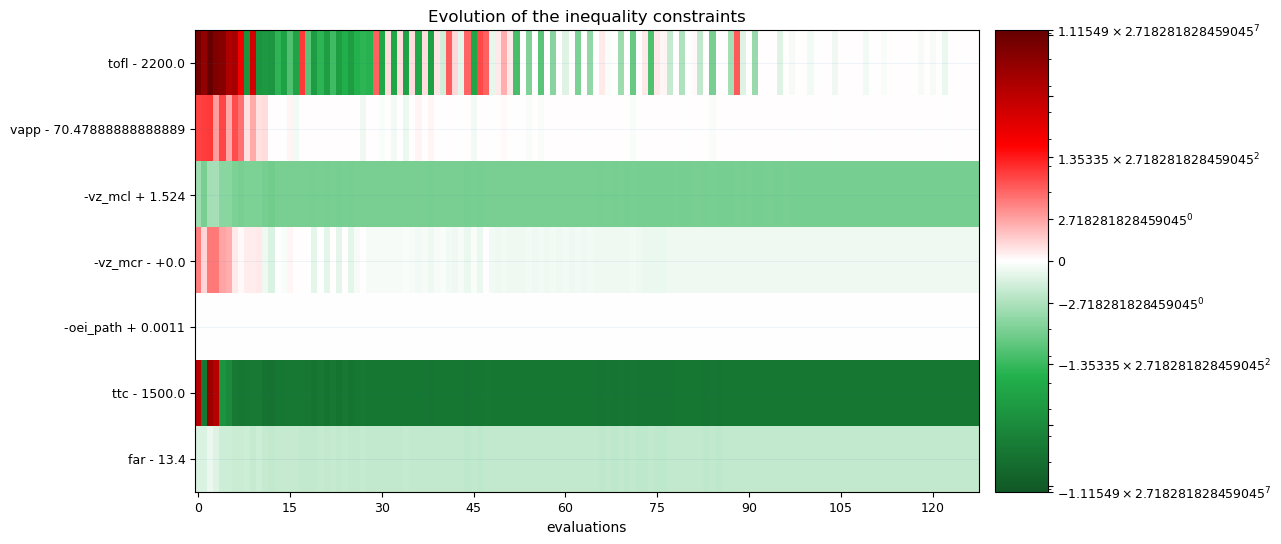 Evolution of the inequality constraints
tofl - 2200.0
vapp - 70.47888888888889
-vz_mcl + 1.524
-vz_mcr - +0.0
-oei_path + 0.0011
ttc - 1500.0
far - 13.4
0 15 30 45 60 75 90 105 120
evaluations
1.11549 × 2.718281828459045^7
1.35335 × 2.718281828459045^2
2.718281828459045^0
0
−2.718281828459045^0
−1.35335 × 2.718281828459045^2
−1.11549 × 2.718281828459045^7